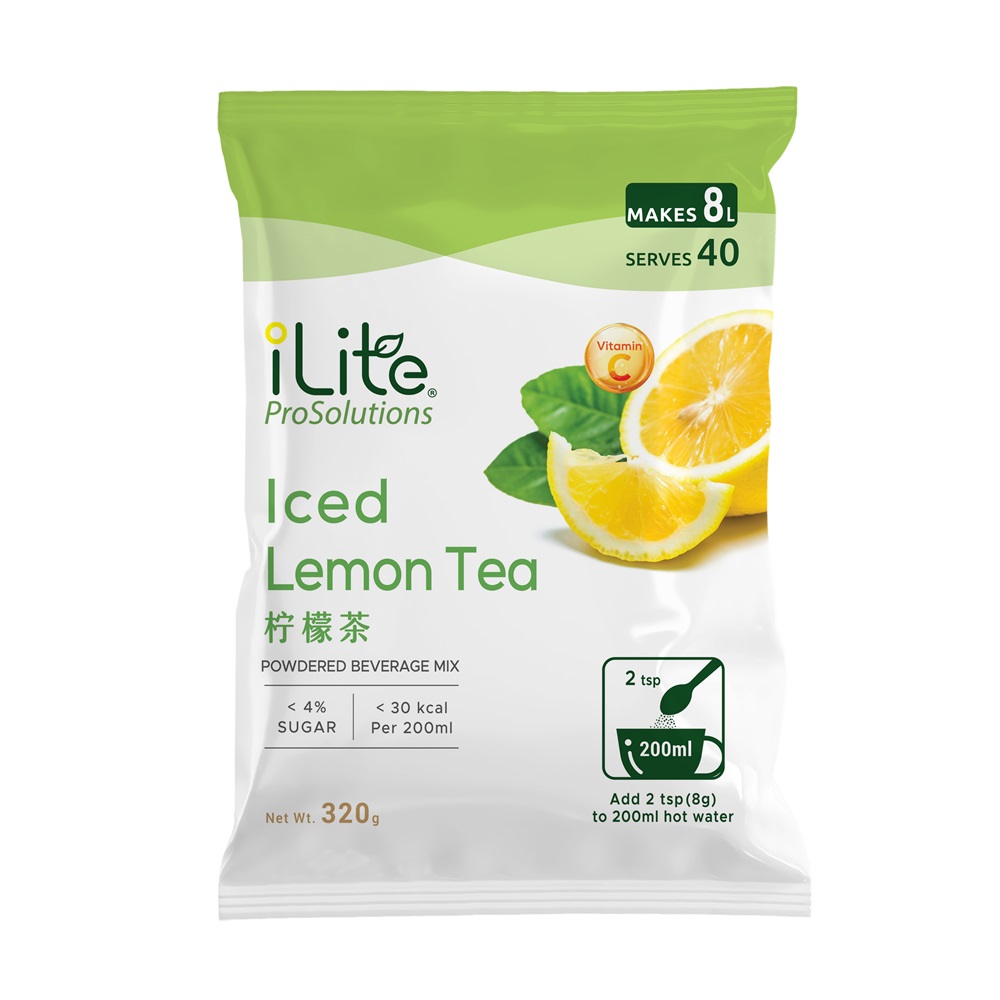 MAKES 8L
SERVES 40
iLite®
ProSolutions
Vitamin
C
Iced
Lemon Tea
柠檬茶
POWDERED BEVERAGE MIX
< 4%
SUGAR
< 30 kcal
Per 200ml
2 tsp
200ml
Add 2 tsp(8g)
to 200ml hot water
Net Wt. 320g